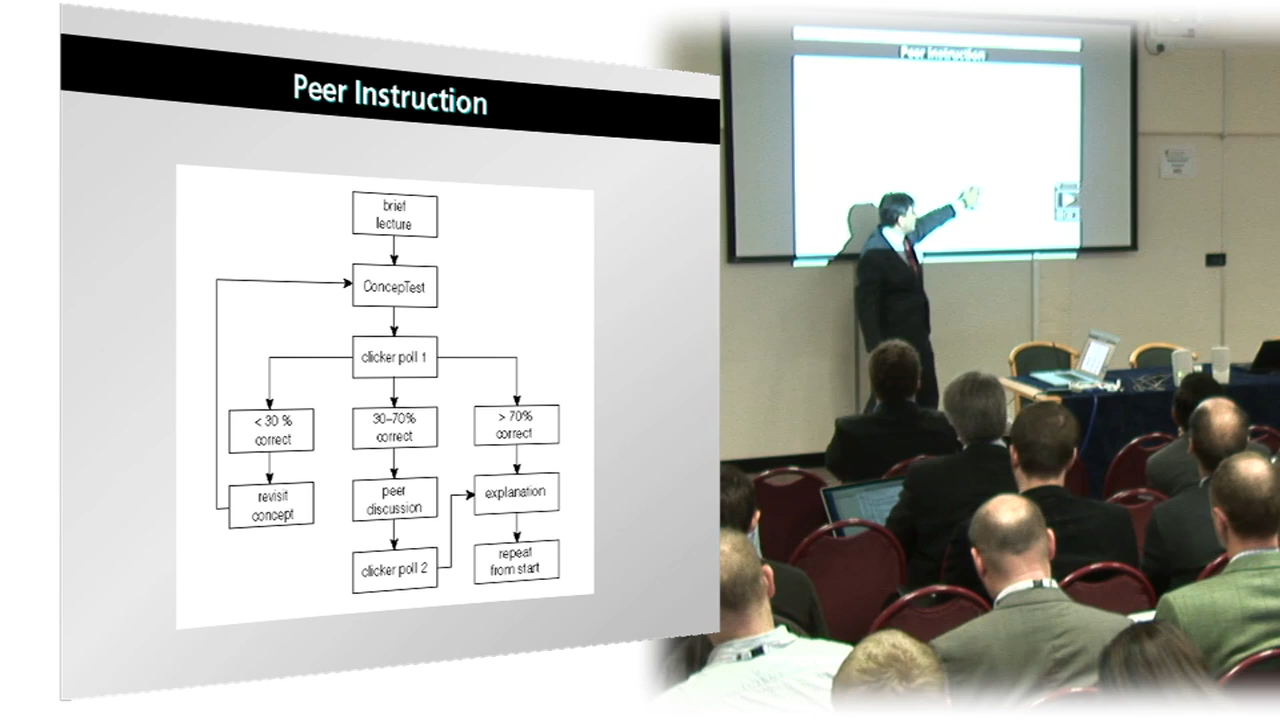 Peer Instruction
brief
lecture
ConcepTest
clicker poll 1
< 30 %
correct
30–70%
correct
> 70%
correct
revisit
concept
peer
discussion
explanation
clicker poll 2
repeat
from start
Peer Instruction